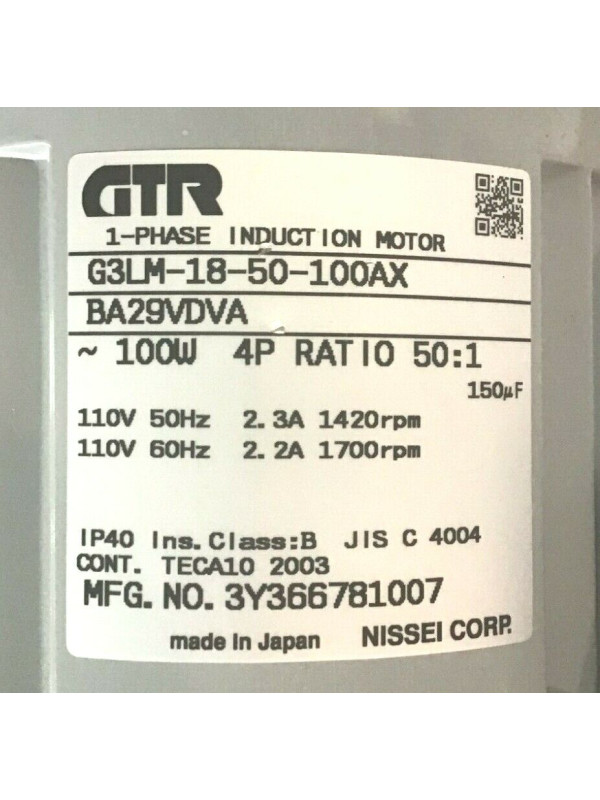 GTR
1-PHASE INDUCTION MOTOR
G3LM-18-50-100AX
BA29VDVA
~ 100W 4P RATIO 50:1
150μF
110V 50Hz 2.3A 1420rpm
110V 60Hz 2.2A 1700rpm
IP40 Ins.Class:B JIS C 4004
CONT. TECA10 2003
MFG.NO.3Y366781007
made in Japan NISSEI CORP.